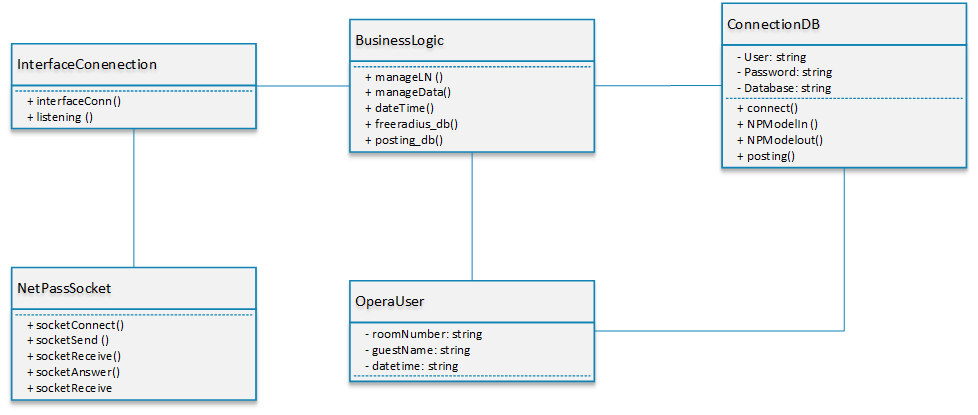 InterfaceConenection
+ interfaceConn()
+ listening ()
BusinessLogic
+ manageLN ()
+ manageData()
+ dateTime()
+ freeradius_db()
+ posting_db()
ConnectionDB
- User: string
- Password: string
- Database: string
+ connect()
+ NPModelIn ()
+ NPModelout()
+ posting()
NetPassSocket
+ socketConnect()
+ socketSend ()
+ socketReceive()
+ socketAnswer()
+ socketReceive
OperaUser
- roomNumber: string
- guestName: string
- datetime: string